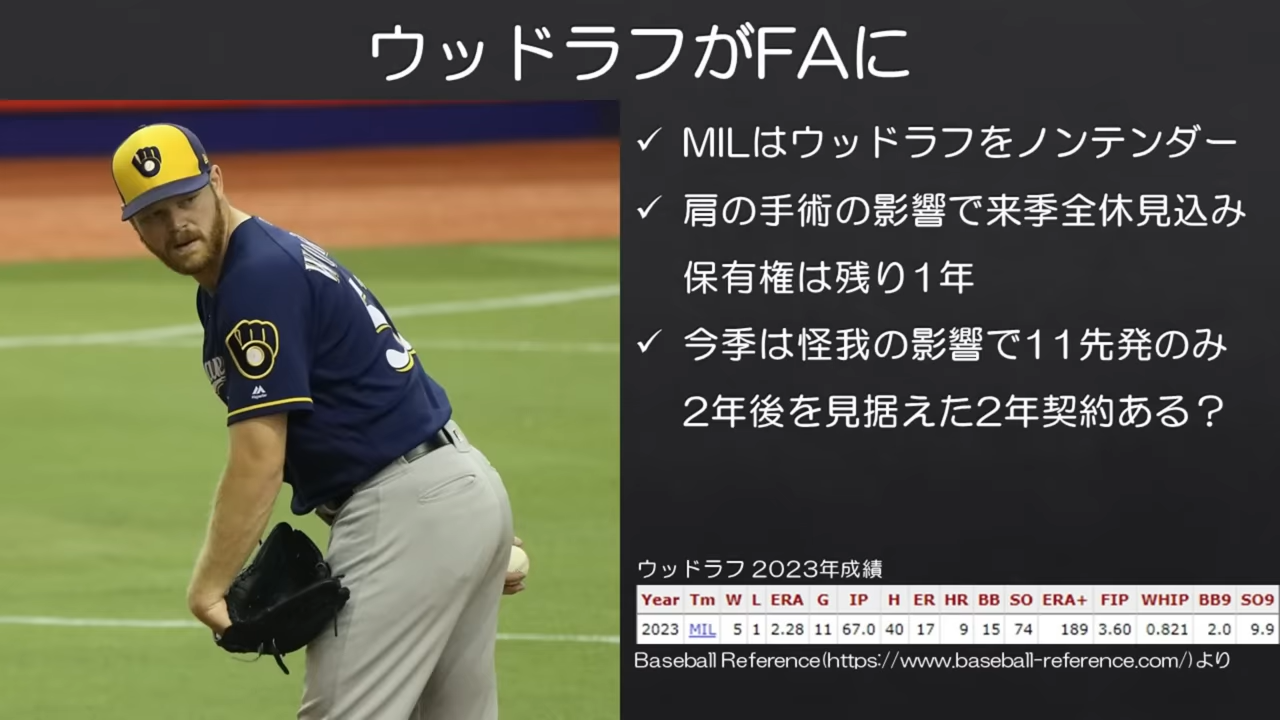 ウッドラフがFAに
✓ MILはウッドラフをノンテンダー
✓ 肩の手術の影響で来季全休見込み
保有権は残り1年
✓ 今季は怪我の影響で11先発のみ
2年後を見据えた2年契約ある?
ウッドラフ 2023年成績
Year Tm W L ERA G IP H ER HR BB SO ERA+ FIP WHIP BB9 SO9
2023 MIL 5 1 2.28 11 67.0 40 17 9 15 74 189 3.60 0.821 2.0 9.9
Baseball Reference(https://www.baseball-reference.com/)より